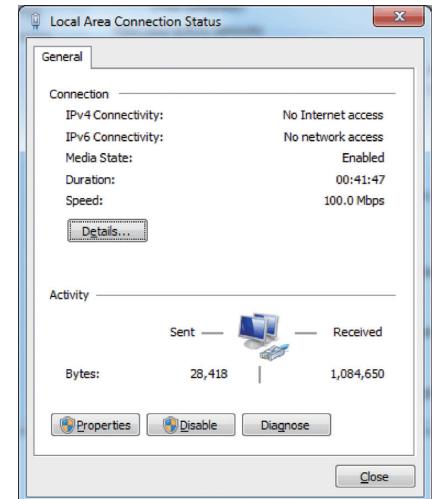 Local Area Connection Status
General
Connection
IPv4 Connectivity: No Internet access
IPv6 Connectivity: No network access
Media State: Enabled
Duration: 00:41:47
Speed: 100.0 Mbps
Details...
Activity
Sent Received
Bytes: 28,418 1,084,650
Properties Disable Diagnose
Close